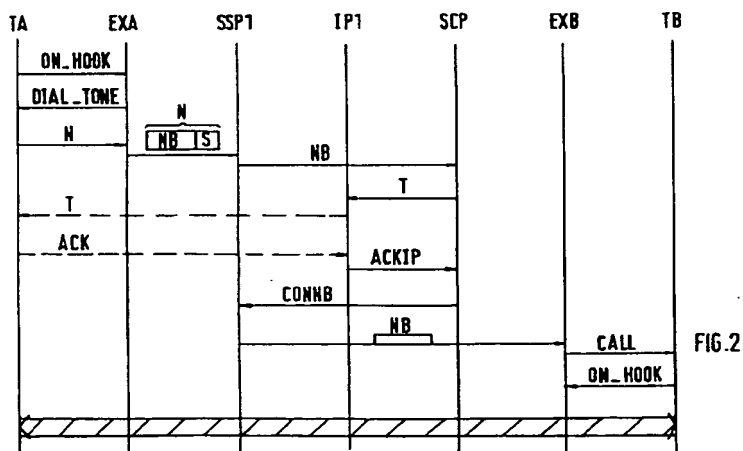 TA EXA SSP1 IP1 SCP EXB TB
ON_HOOK
DIAL_TONE
N
N
NB S
NB
T
T
ACK
ACKIP
CONNB
NB
CALL
FIG.2
ON_HOOK